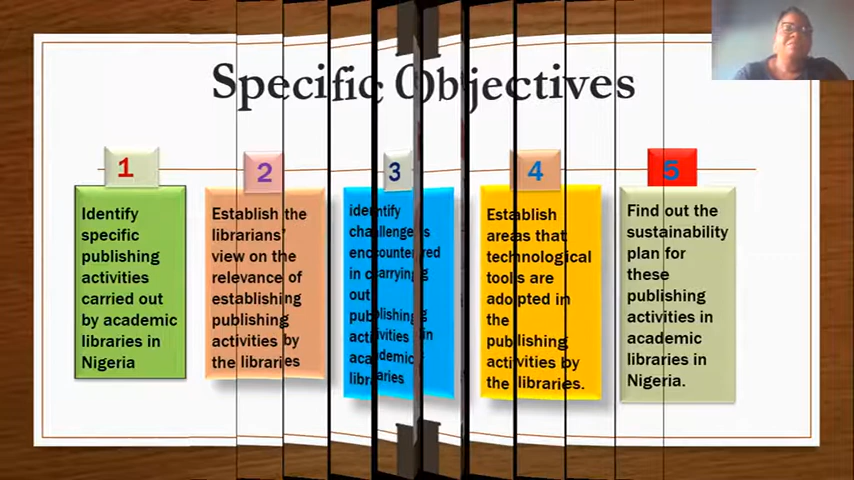 Specific Objectives
1
Identify
specific
publishing
activities
carried out
by academic
libraries in
Nigeria
2
Establish the
librarians'
view on the
relevance of
establishing
publishing
activities by
the libraries
3
identify
challenges
encountered
in carrying
out
publishing
activities in
academic
libraries
4
Establish
areas that
technological
tools are
adopted in
the
publishing
activities by
the libraries.
5
Find out the
sustainability
plan for
these
publishing
activities in
academic
libraries in
Nigeria.